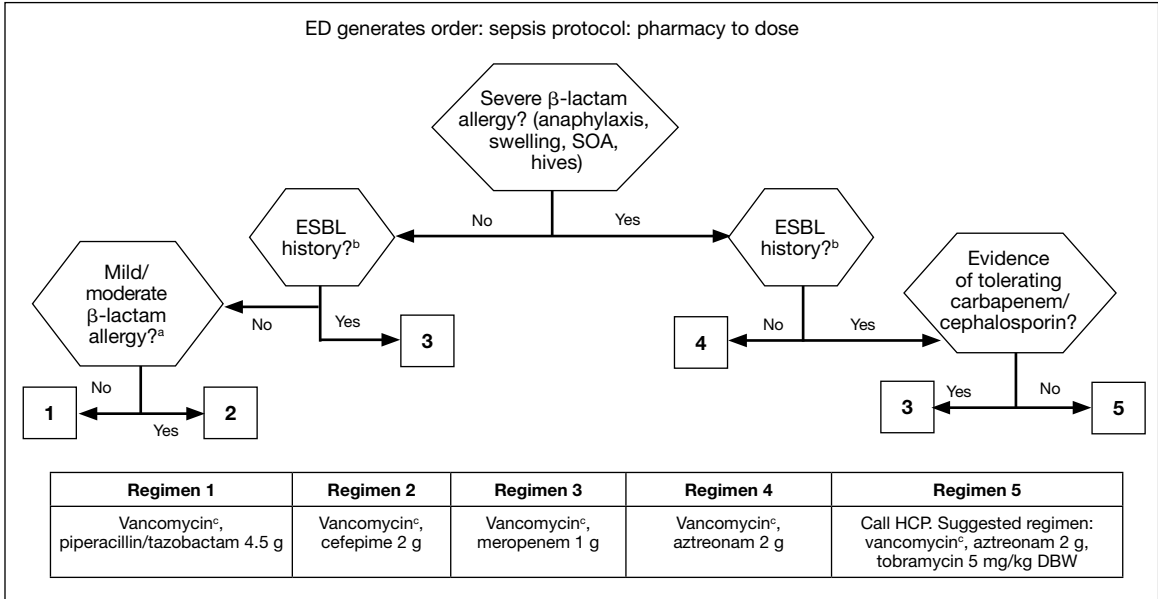 ED generates order: sepsis protocol: pharmacy to dose
Severe β-lactam
allergy? (anaphylaxis,
swelling, SOA,
hives)
No
Yes
ESBL
history?ᵇ
ESBL
history?ᵇ
Mild/
moderate
β-lactam
allergy?ᵃ
Evidence
of tolerating
carbapenem/
cephalosporin?
No
Yes
3
4
No
Yes
No
1
Yes
2
3
Yes
No
5
Regimen 1
Regimen 2
Regimen 3
Regimen 4
Regimen 5
Vancomycinᶜ,
piperacillin/tazobactam 4.5 g
Vancomycinᶜ,
cefepime 2 g
Vancomycinᶜ,
meropenem 1 g
Vancomycinᶜ,
aztreonam 2 g
Call HCP. Suggested regimen:
vancomycinᶜ, aztreonam 2 g,
tobramycin 5 mg/kg DBW